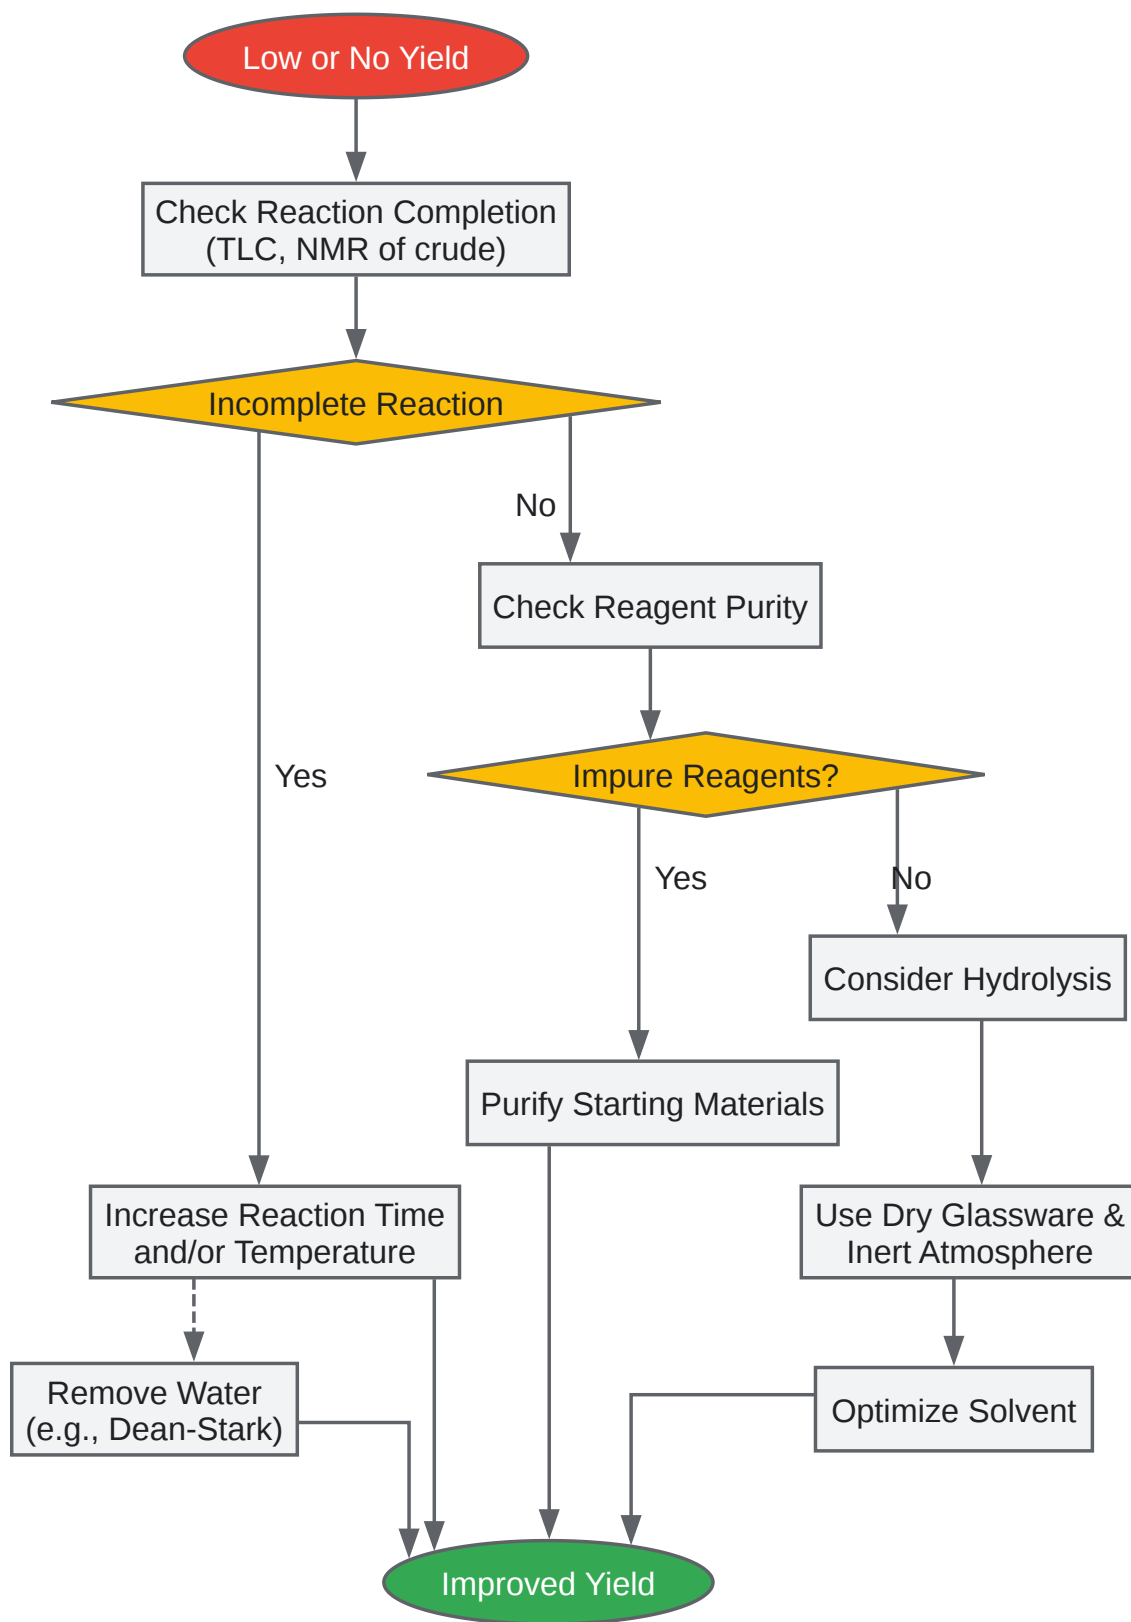 Low or No Yield
Check Reaction Completion
(TLC, NMR of crude)
Incomplete Reaction
No
Check Reagent Purity
Yes
Impure Reagents?
Yes
No
Consider Hydrolysis
Purify Starting Materials
Increase Reaction Time
and/or Temperature
Use Dry Glassware &
Inert Atmosphere
Remove Water
(e.g., Dean-Stark)
Optimize Solvent
Improved Yield